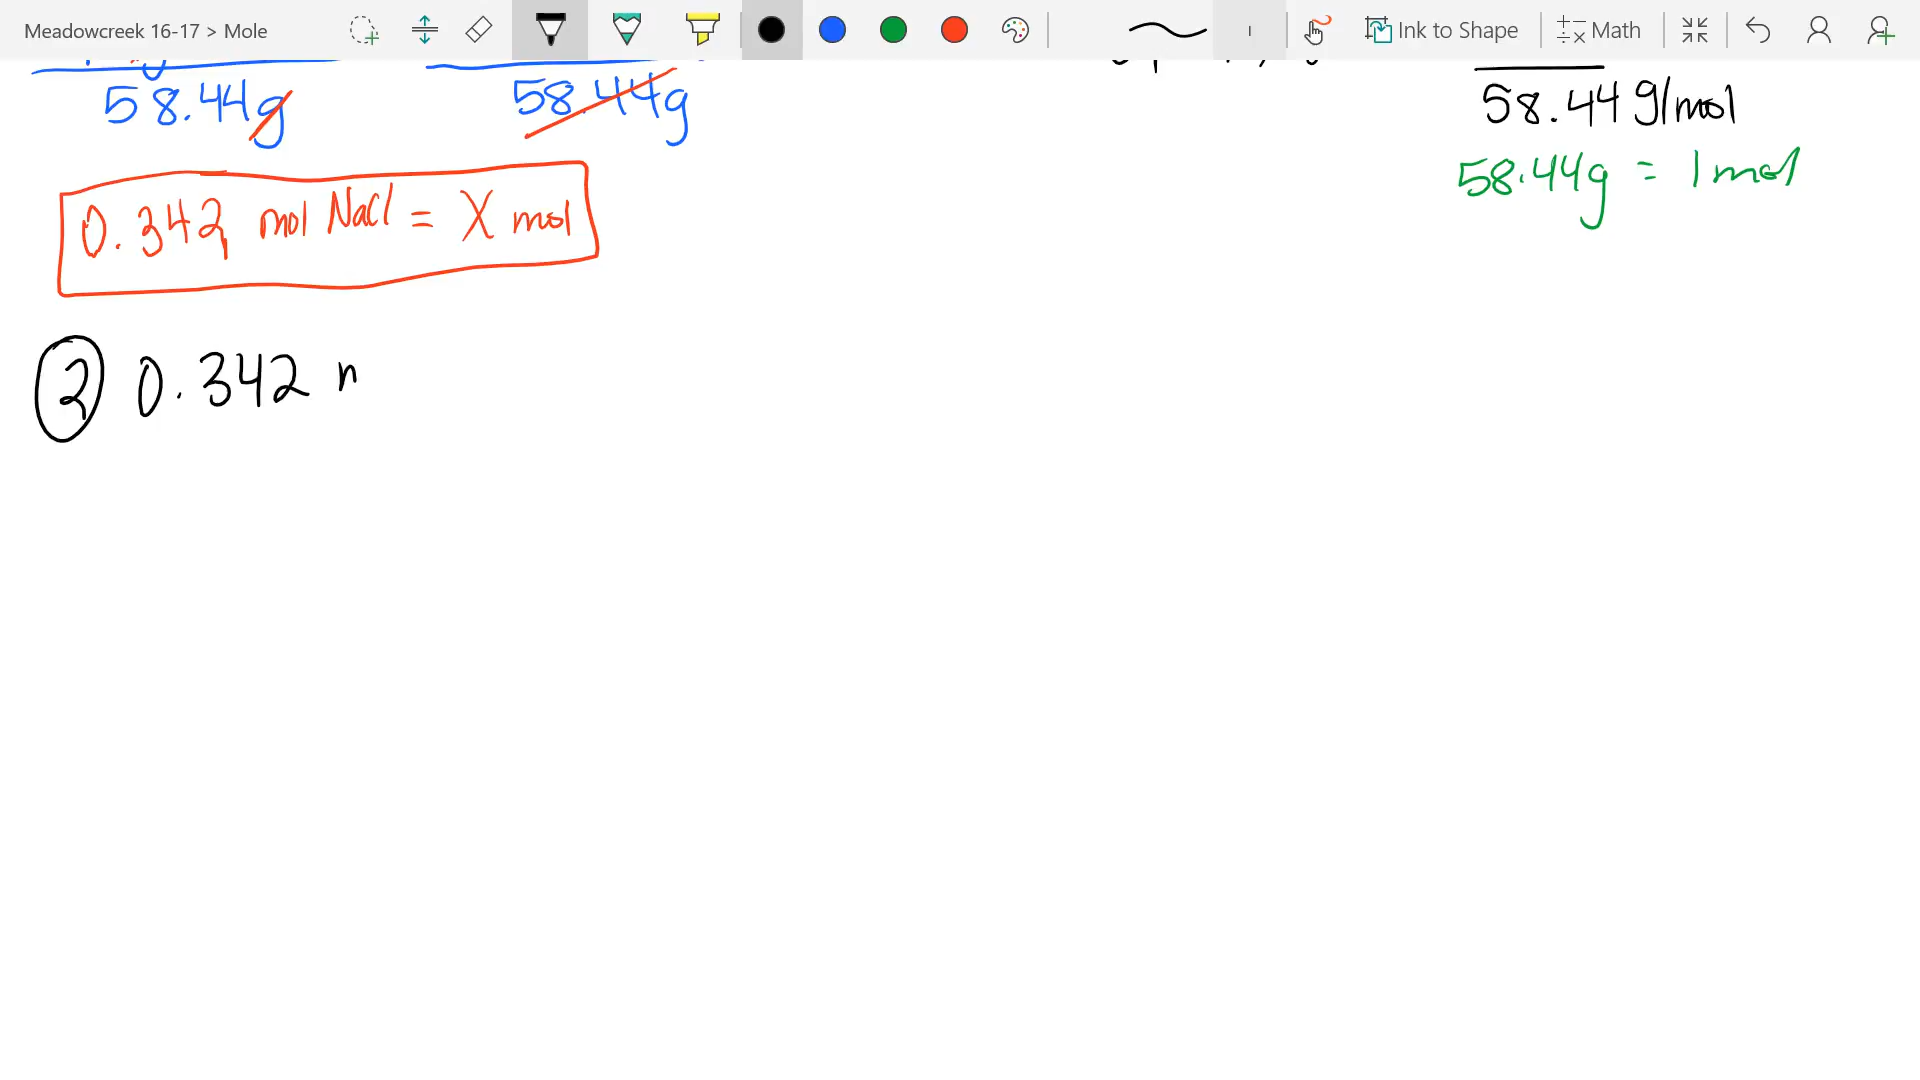 Meadowcreek 16-17 > Mole
Ink to Shape
Math
58.44g
58.44g
58.44 g/mol
58.44g = 1 mol
0.342 mol NaCl = X mol
2 0.342 m